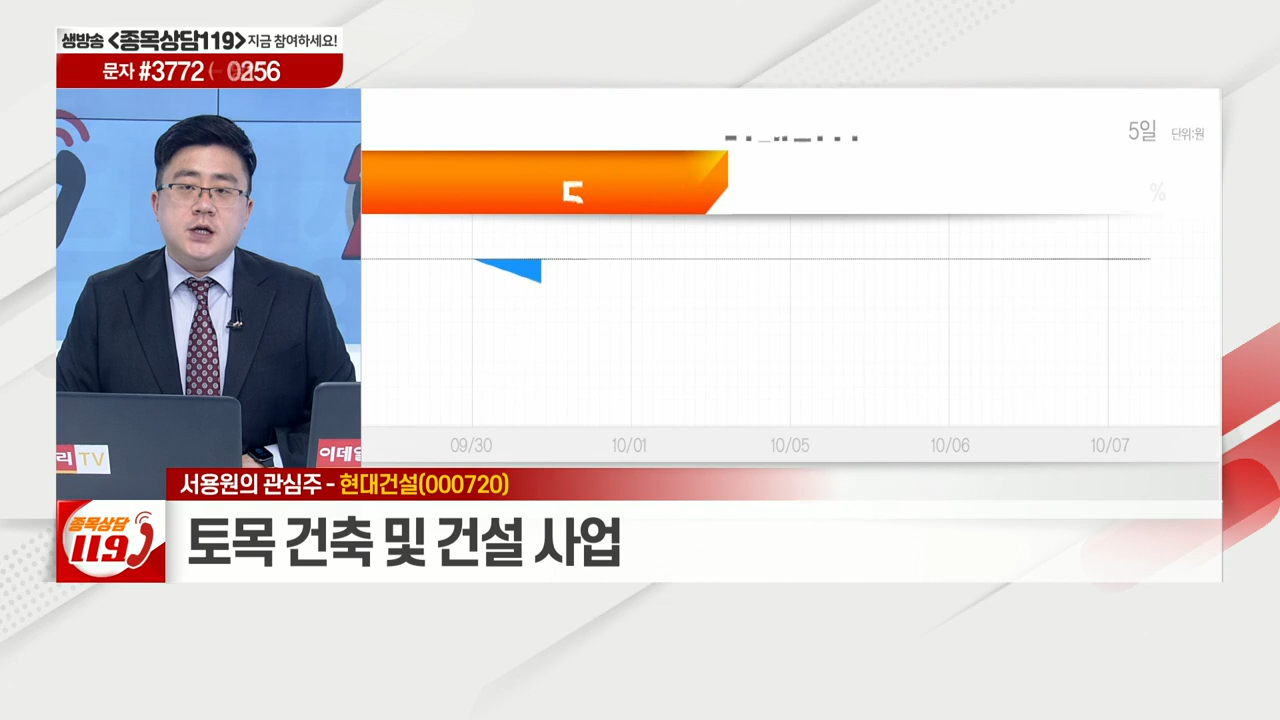 생방송 <종목상담119> 지금 참여하세요!
문자 #3772 ( 0256
5일 단위:원
5
%
09/30 10/01 10/05 10/06 10/07
리 TV
이데일
서용원의 관심주 - 현대건설(000720)
종목상담
119
토목 건축 및 건설 사업